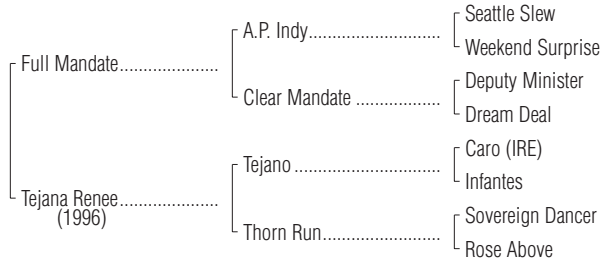 Seattle Slew
A.P. Indy............................
Weekend Surprise
Full Mandate.....................
Deputy Minister
Clear Mandate ..................
Dream Deal
Caro (IRE)
Tejano ...............................
Infantes
Tejana Renee.....................
(1996)
Sovereign Dancer
Thorn Run.........................
Rose Above